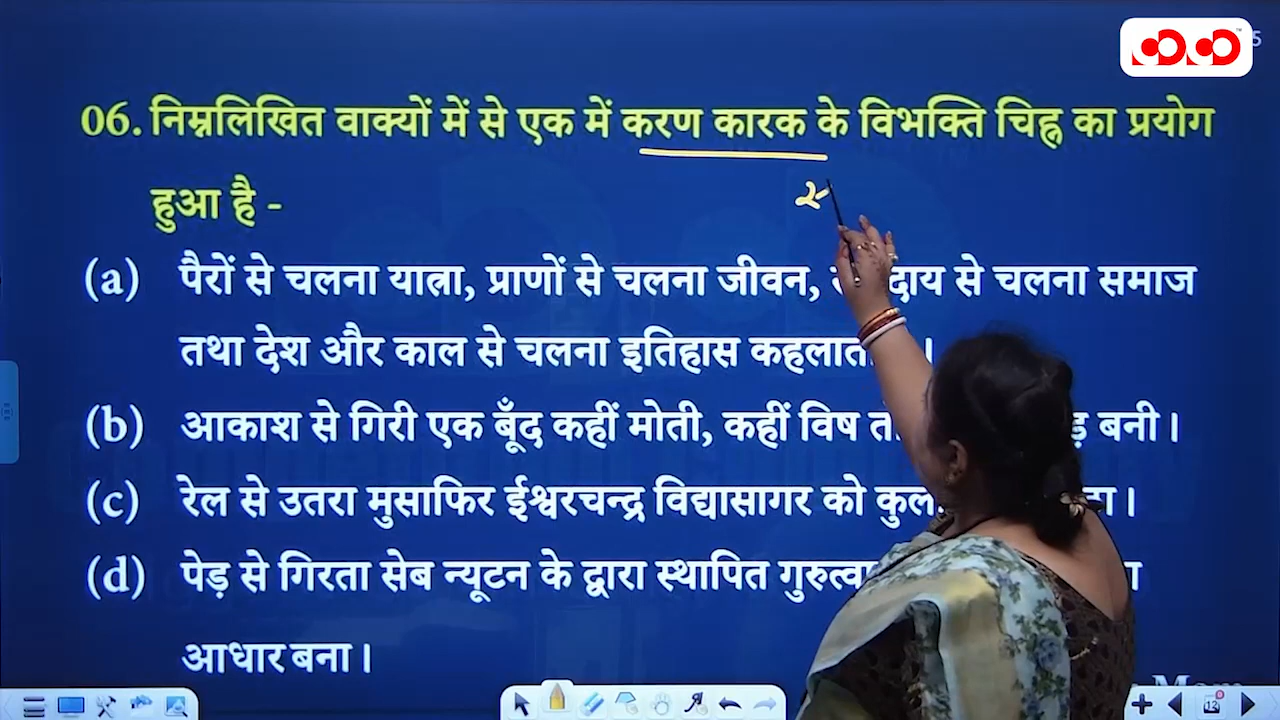 06. निम्नलिखित वाक्यों में से एक में करण कारक के विभक्ति चिह्न का प्रयोग
हुआ है -
(a) पैरों से चलना यात्रा, प्राणों से चलना जीवन, से चलना समाज
तथा देश और काल से चलना इतिहास
(b) आकाश से गिरी एक बूँद कहीं मोती, कहीं विष बनी।
(c) रेल से उतरा मुसाफिर ईश्वरचन्द्र विद्यासागर को
(d) पेड़ से गिरता सेब न्यूटन के द्वारा स्थापित
आधार बना।